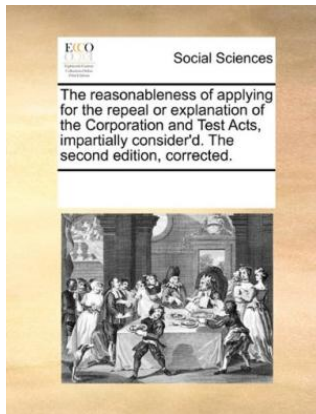 ECCO
Social Sciences
The reasonableness of applying
for the repeal or explanation of
the Corporation and Test Acts,
impartially consider'd. The
second edition, corrected.